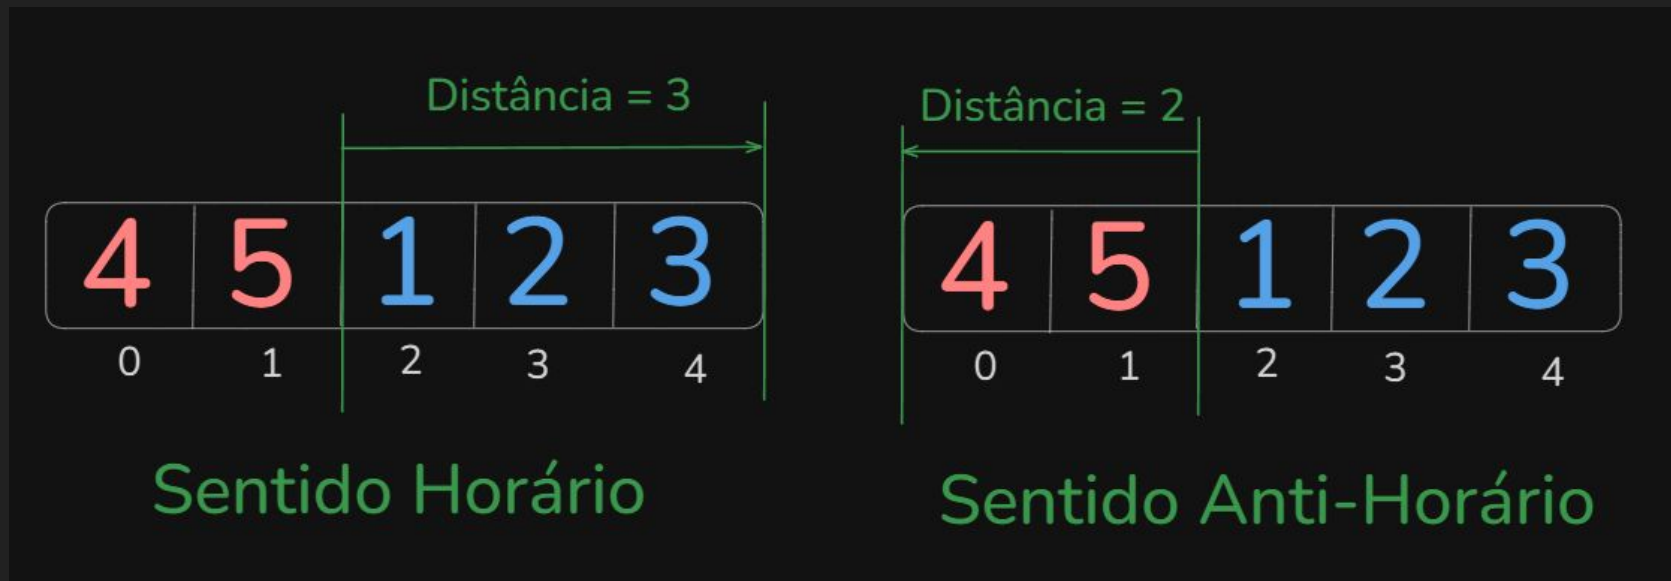 Distância = 3
4 5 1 2 3
0 1 2 3 4
Sentido Horário
Distância = 2
4 5 1 2 3
0 1 2 3 4
Sentido Anti-Horário